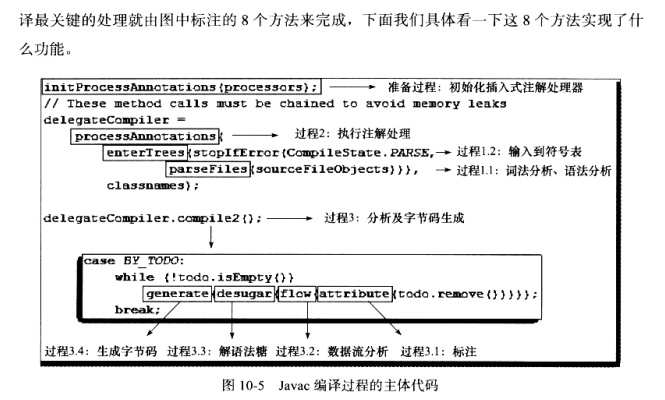 译最关键的处理就由图中标注的 8 个方法来完成，下面我们具体看一下这 8 个方法实现了什
么功能。
initProcessAnnotations(processors); 准备过程：初始化插入式注解处理器
// These method calls must be chained to avoid memory leaks
delegateCompiler =
processAnnotations( 过程2：执行注解处理
enterTrees(stopIfError(CompileState.PARSE, 过程1.2：输入到符号表
parseFiles(sourceFileObjects))), 过程1.1：词法分析、语法分析
classnames);
delegateCompiler.compile2(); 过程3：分析及字节码生成
case BY_TODO:
while (!todo.isEmpty())
generate(desugar(flow(attribute(todo.remove()))));
break;
过程3.4：生成字节码 过程3.3：解语法糖 过程3.2：数据流分析 过程3.1：标注
图 10-5 Javac 编译过程的主体代码